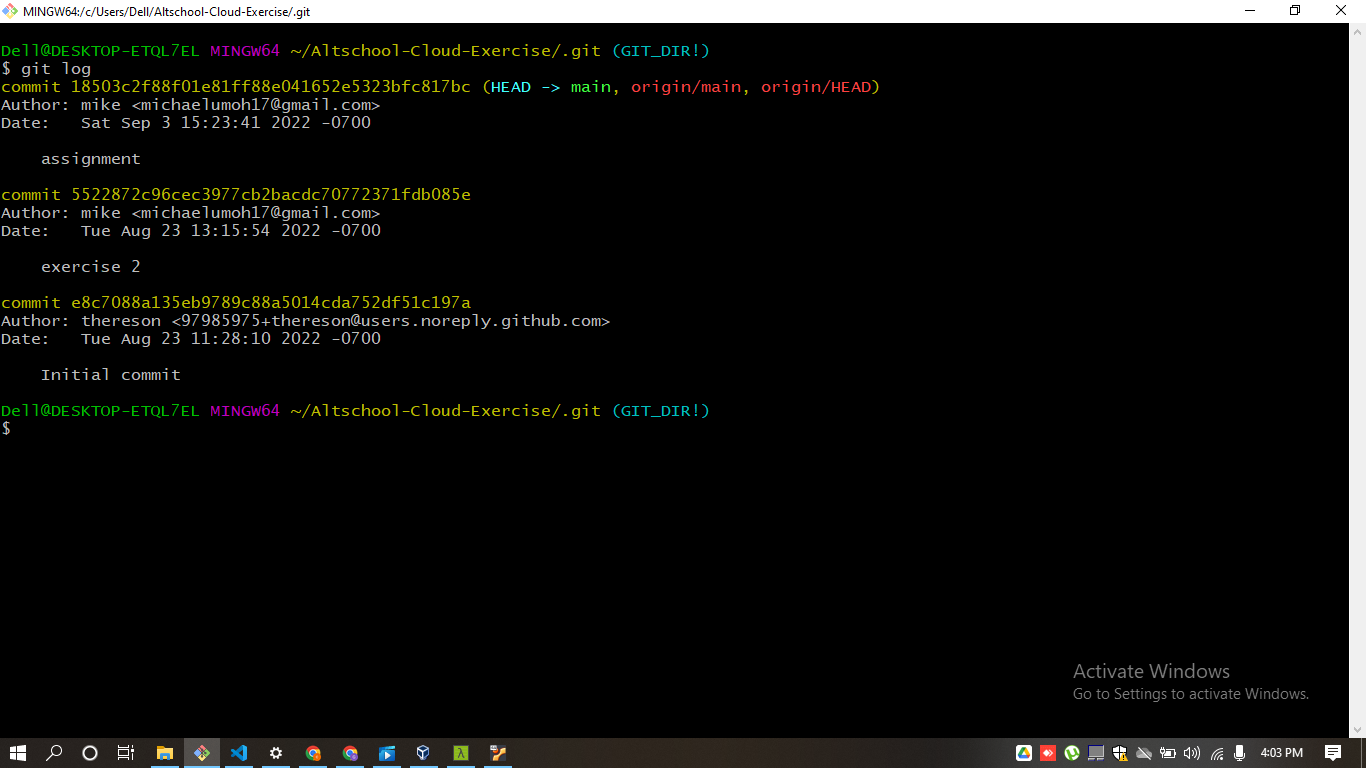 MINGW64:/c/Users/Dell/Altschool-Cloud-Exercise/.git
Dell@DESKTOP-ETQL7EL MINGW64 ~/Altschool-Cloud-Exercise/.git (GIT_DIR!)
$ git log
commit 18503c2f88f01e81ff88e041652e5323bfc817bc (HEAD -> main, origin/main, origin/HEAD)
Author: mike <michaelumoh17@gmail.com>
Date:   Sat Sep 3 15:23:41 2022 -0700
    assignment
commit 5522872c96cec3977cb2bacdc70772371fdb085e
Author: mike <michaelumoh17@gmail.com>
Date:   Tue Aug 23 13:15:54 2022 -0700
    exercise 2
commit e8c7088a135eb9789c88a5014cda752df51c197a
Author: thereson <97985975+thereson@users.noreply.github.com>
Date:   Tue Aug 23 11:28:10 2022 -0700
    Initial commit
Dell@DESKTOP-ETQL7EL MINGW64 ~/Altschool-Cloud-Exercise/.git (GIT_DIR!)
$
Activate Windows
Go to Settings to activate Windows.
4:03 PM